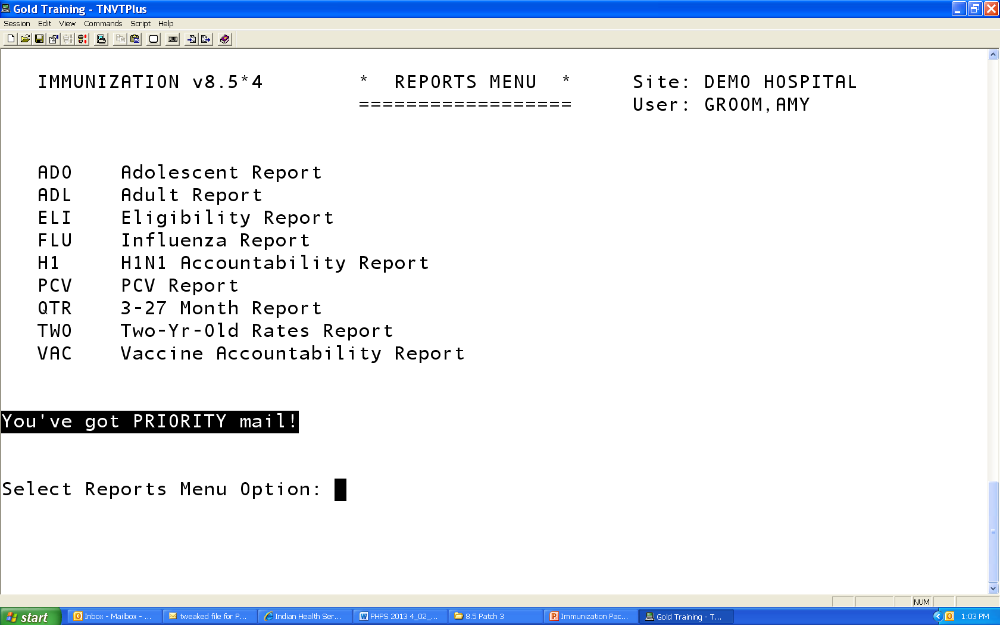 Gold Training - TNVTPlus
Session Edit View Commands Script Help
IMMUNIZATION v8.5*4 * REPORTS MENU * Site: DEMO HOSPITAL
================== User: GROOM,AMY
ADO Adolescent Report
ADL Adult Report
ELI Eligibility Report
FLU Influenza Report
H1 H1N1 Accountability Report
PCV PCV Report
QTR 3-27 Month Report
TWO Two-Yr-Old Rates Report
VAC Vaccine Accountability Report
You've got PRIORITY mail!
Select Reports Menu Option:
NUM
start Inbox - Mailbox - ... tweaked file for P... Indian Health Ser... PHPS 2013 4_02_... 8.5 Patch 3 Immunization Pac... Gold Training - T... 1:03 PM